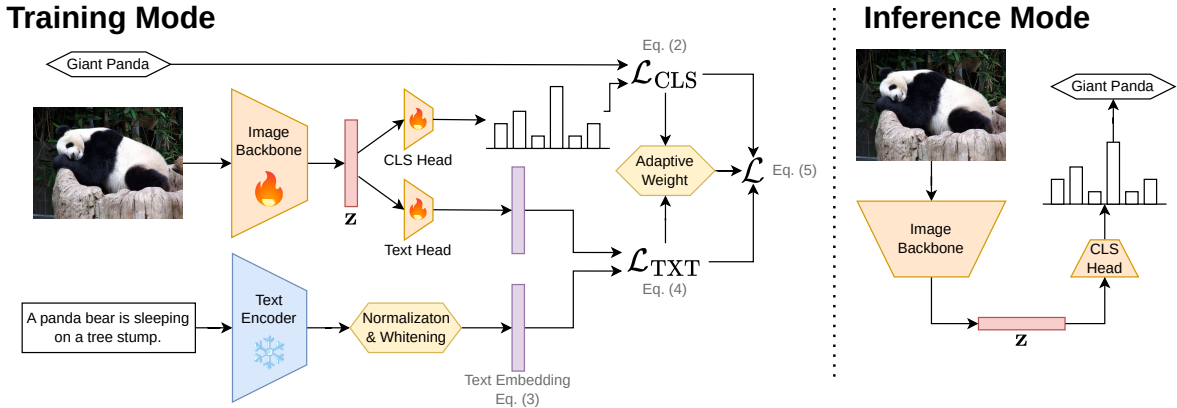 Training Mode
Giant Panda
Image
Backbone
z
CLS Head
Text Head
Eq. (2)
ℒCLS
Adaptive
Weight
ℒ
Eq. (5)
ℒTXT
Eq. (4)
A panda bear is sleeping
on a tree stump.
Text
Encoder
Normalizaton
& Whitening
Text Embedding
Eq. (3)
Inference Mode
Giant Panda
Image
Backbone
CLS
Head
z